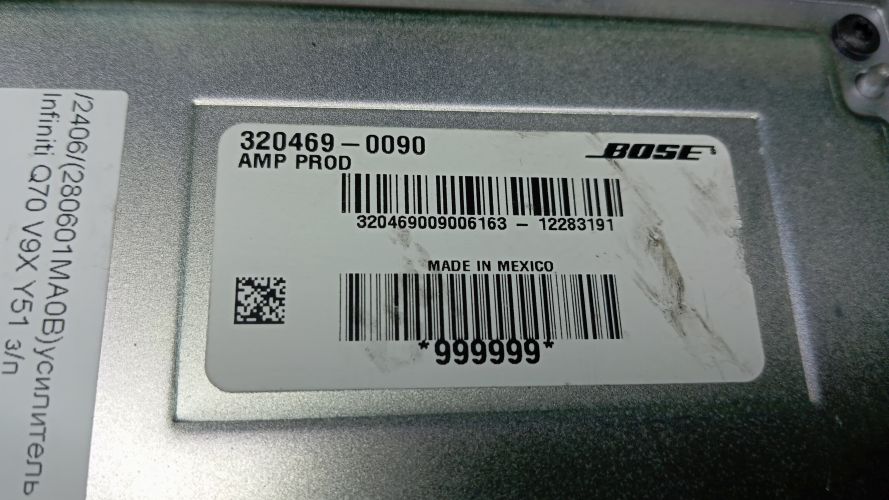 320469-0090
AMP PROD
BOSE
320469009006163 - 12283191
MADE IN MEXICO
*999999*
/2406/(280601MA0B)усилитель
Infiniti Q70 V9X Y51 з/п